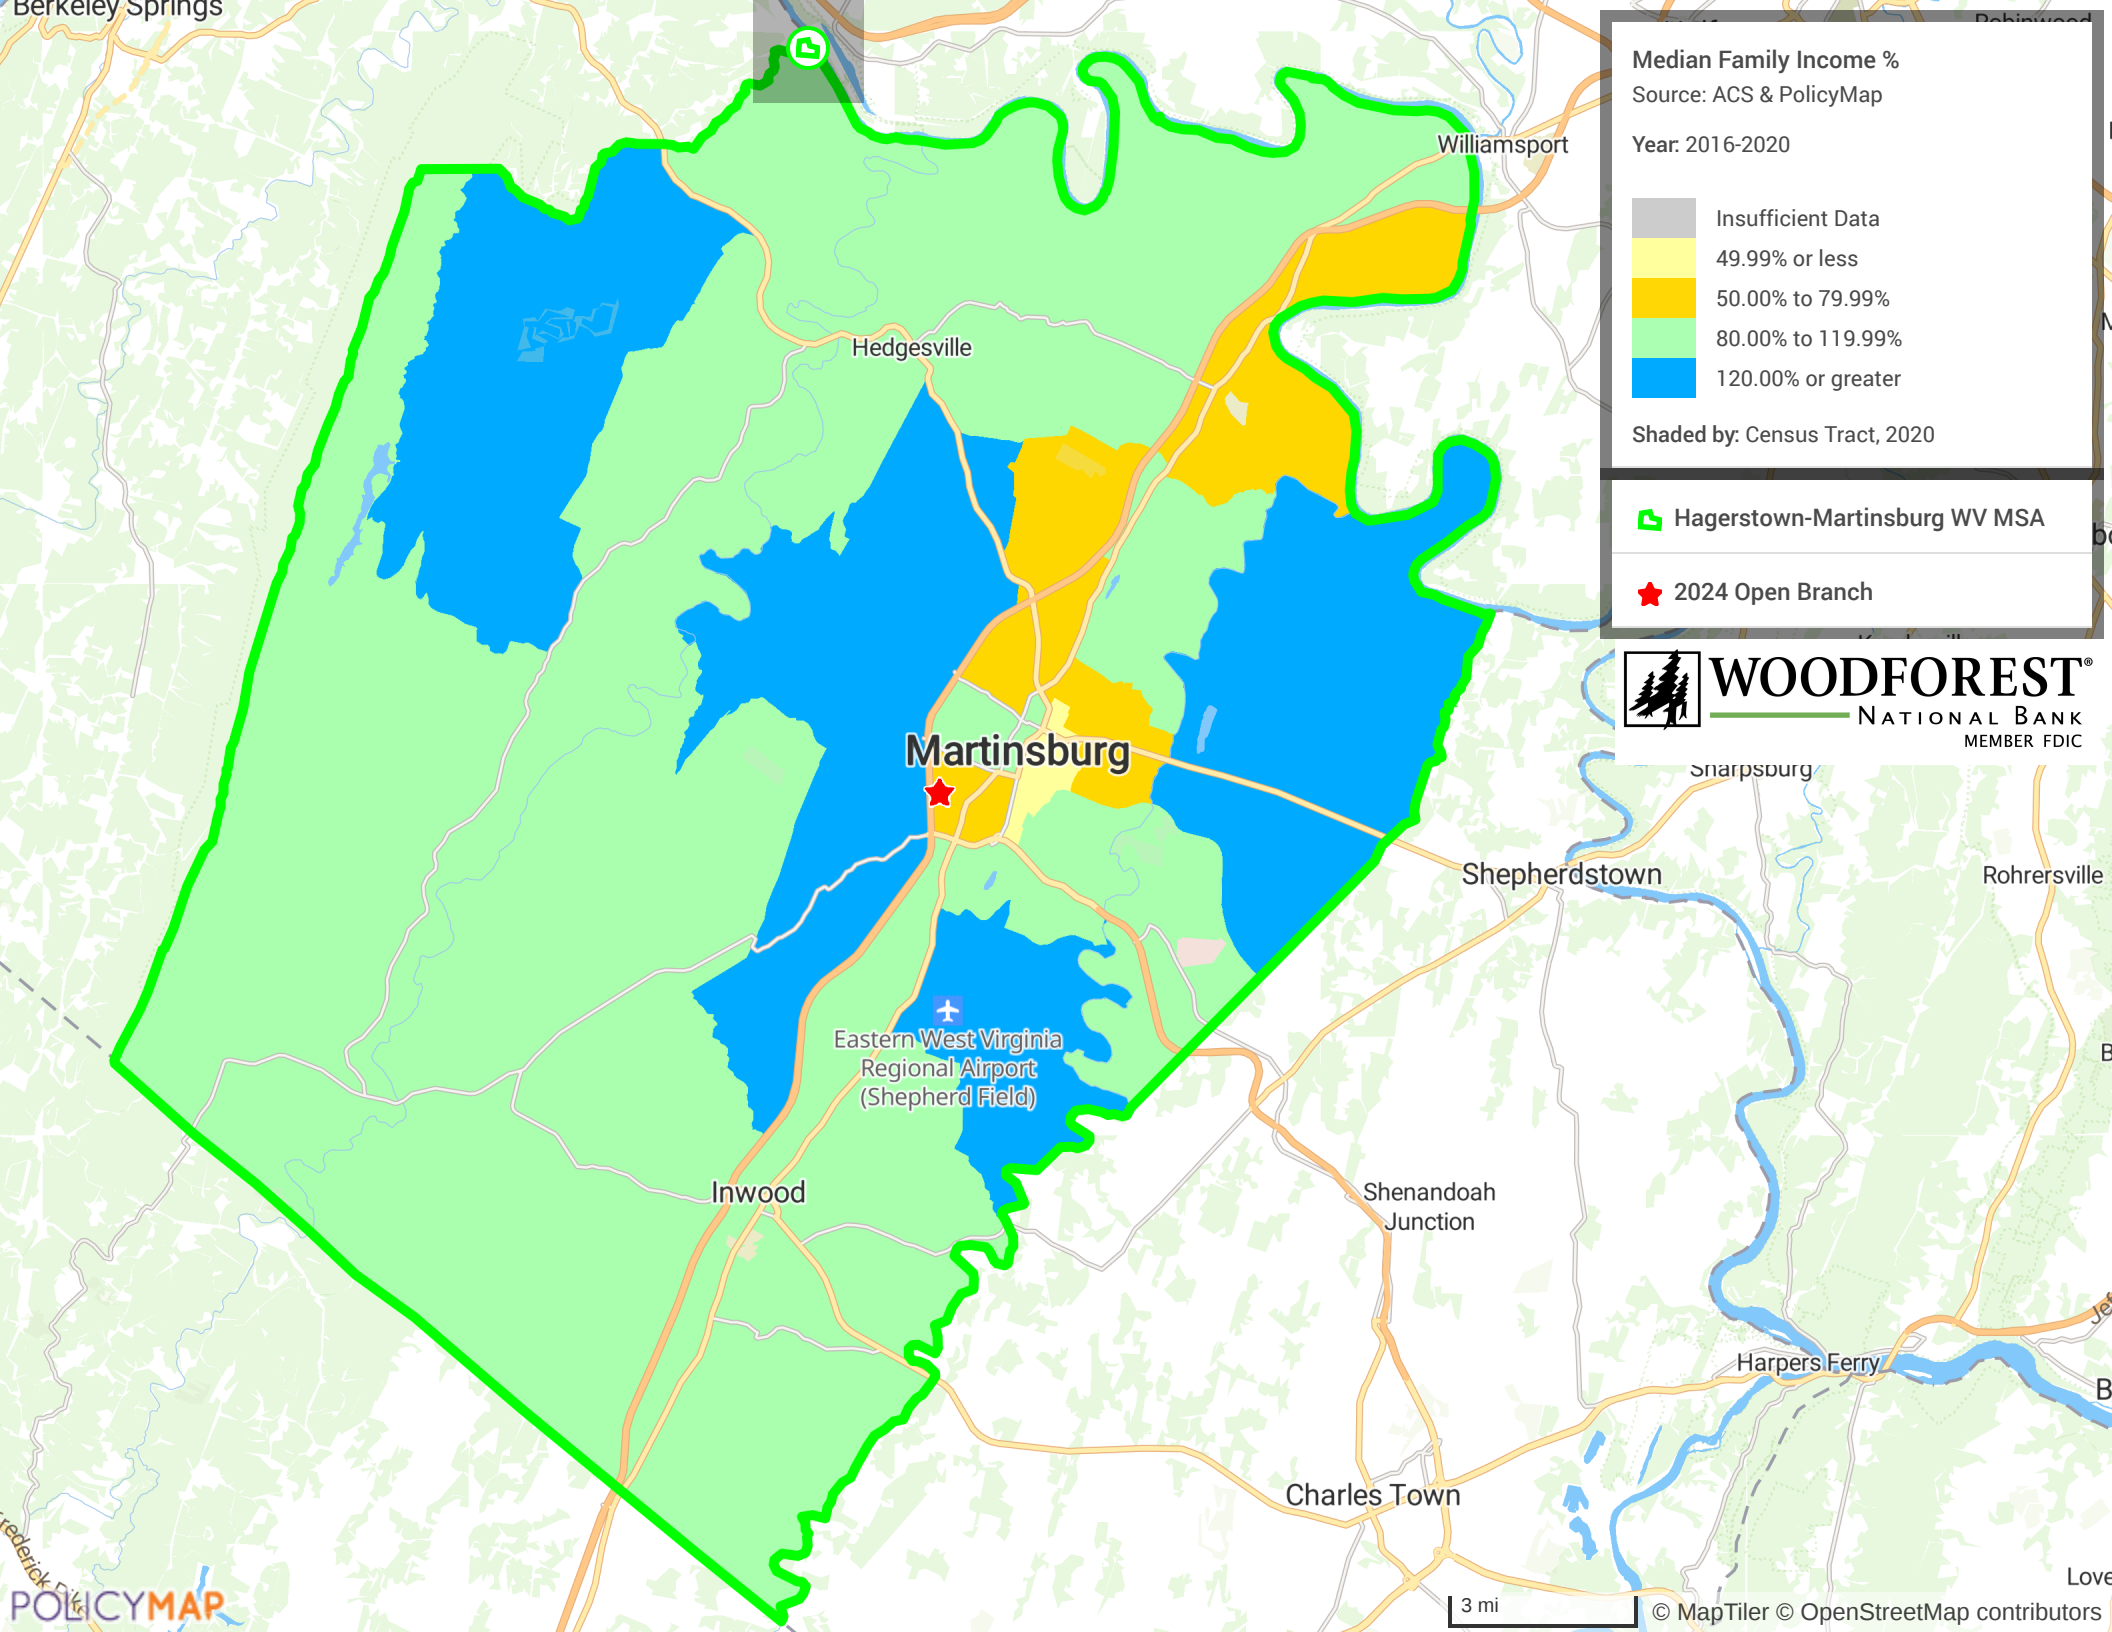 Berkeley Springs
Robinwood
Median Family Income %
Source: ACS & PolicyMap
Year: 2016-2020
Insufficient Data
49.99% or less
50.00% to 79.99%
80.00% to 119.99%
120.00% or greater
Shaded by: Census Tract, 2020
Hagerstown-Martinsburg WV MSA
2024 Open Branch
WOODFOREST®
NATIONAL BANK
MEMBER FDIC
Williamsport
Hedgesville
Martinsburg
Sharpsburg
Shepherdstown
Rohrersville
Eastern West Virginia
Regional Airport
(Shepherd Field)
Inwood
Shenandoah
Junction
Harpers Ferry
Charles Town
POLICYMAP
3 mi
© MapTiler © OpenStreetMap contributors